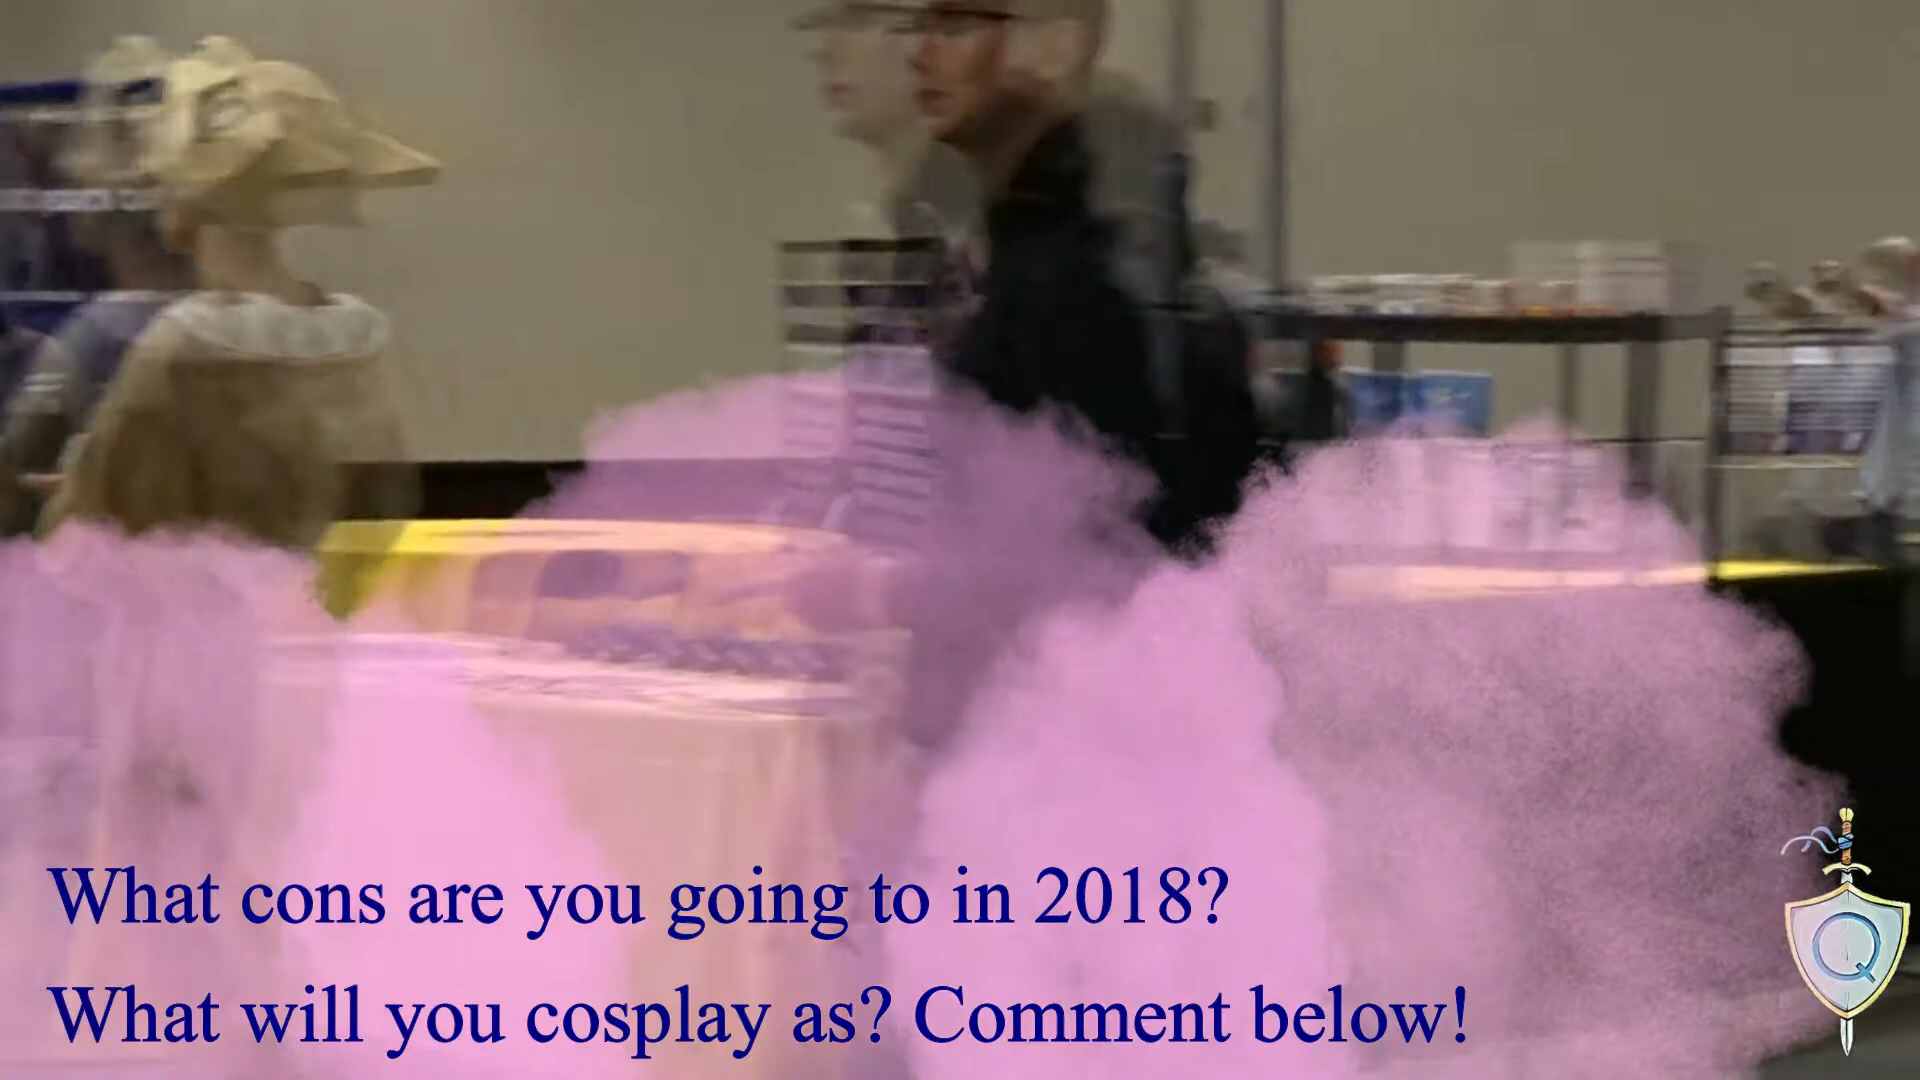 What cons are you going to in 2018?
What will you cosplay as? Comment below!
Q